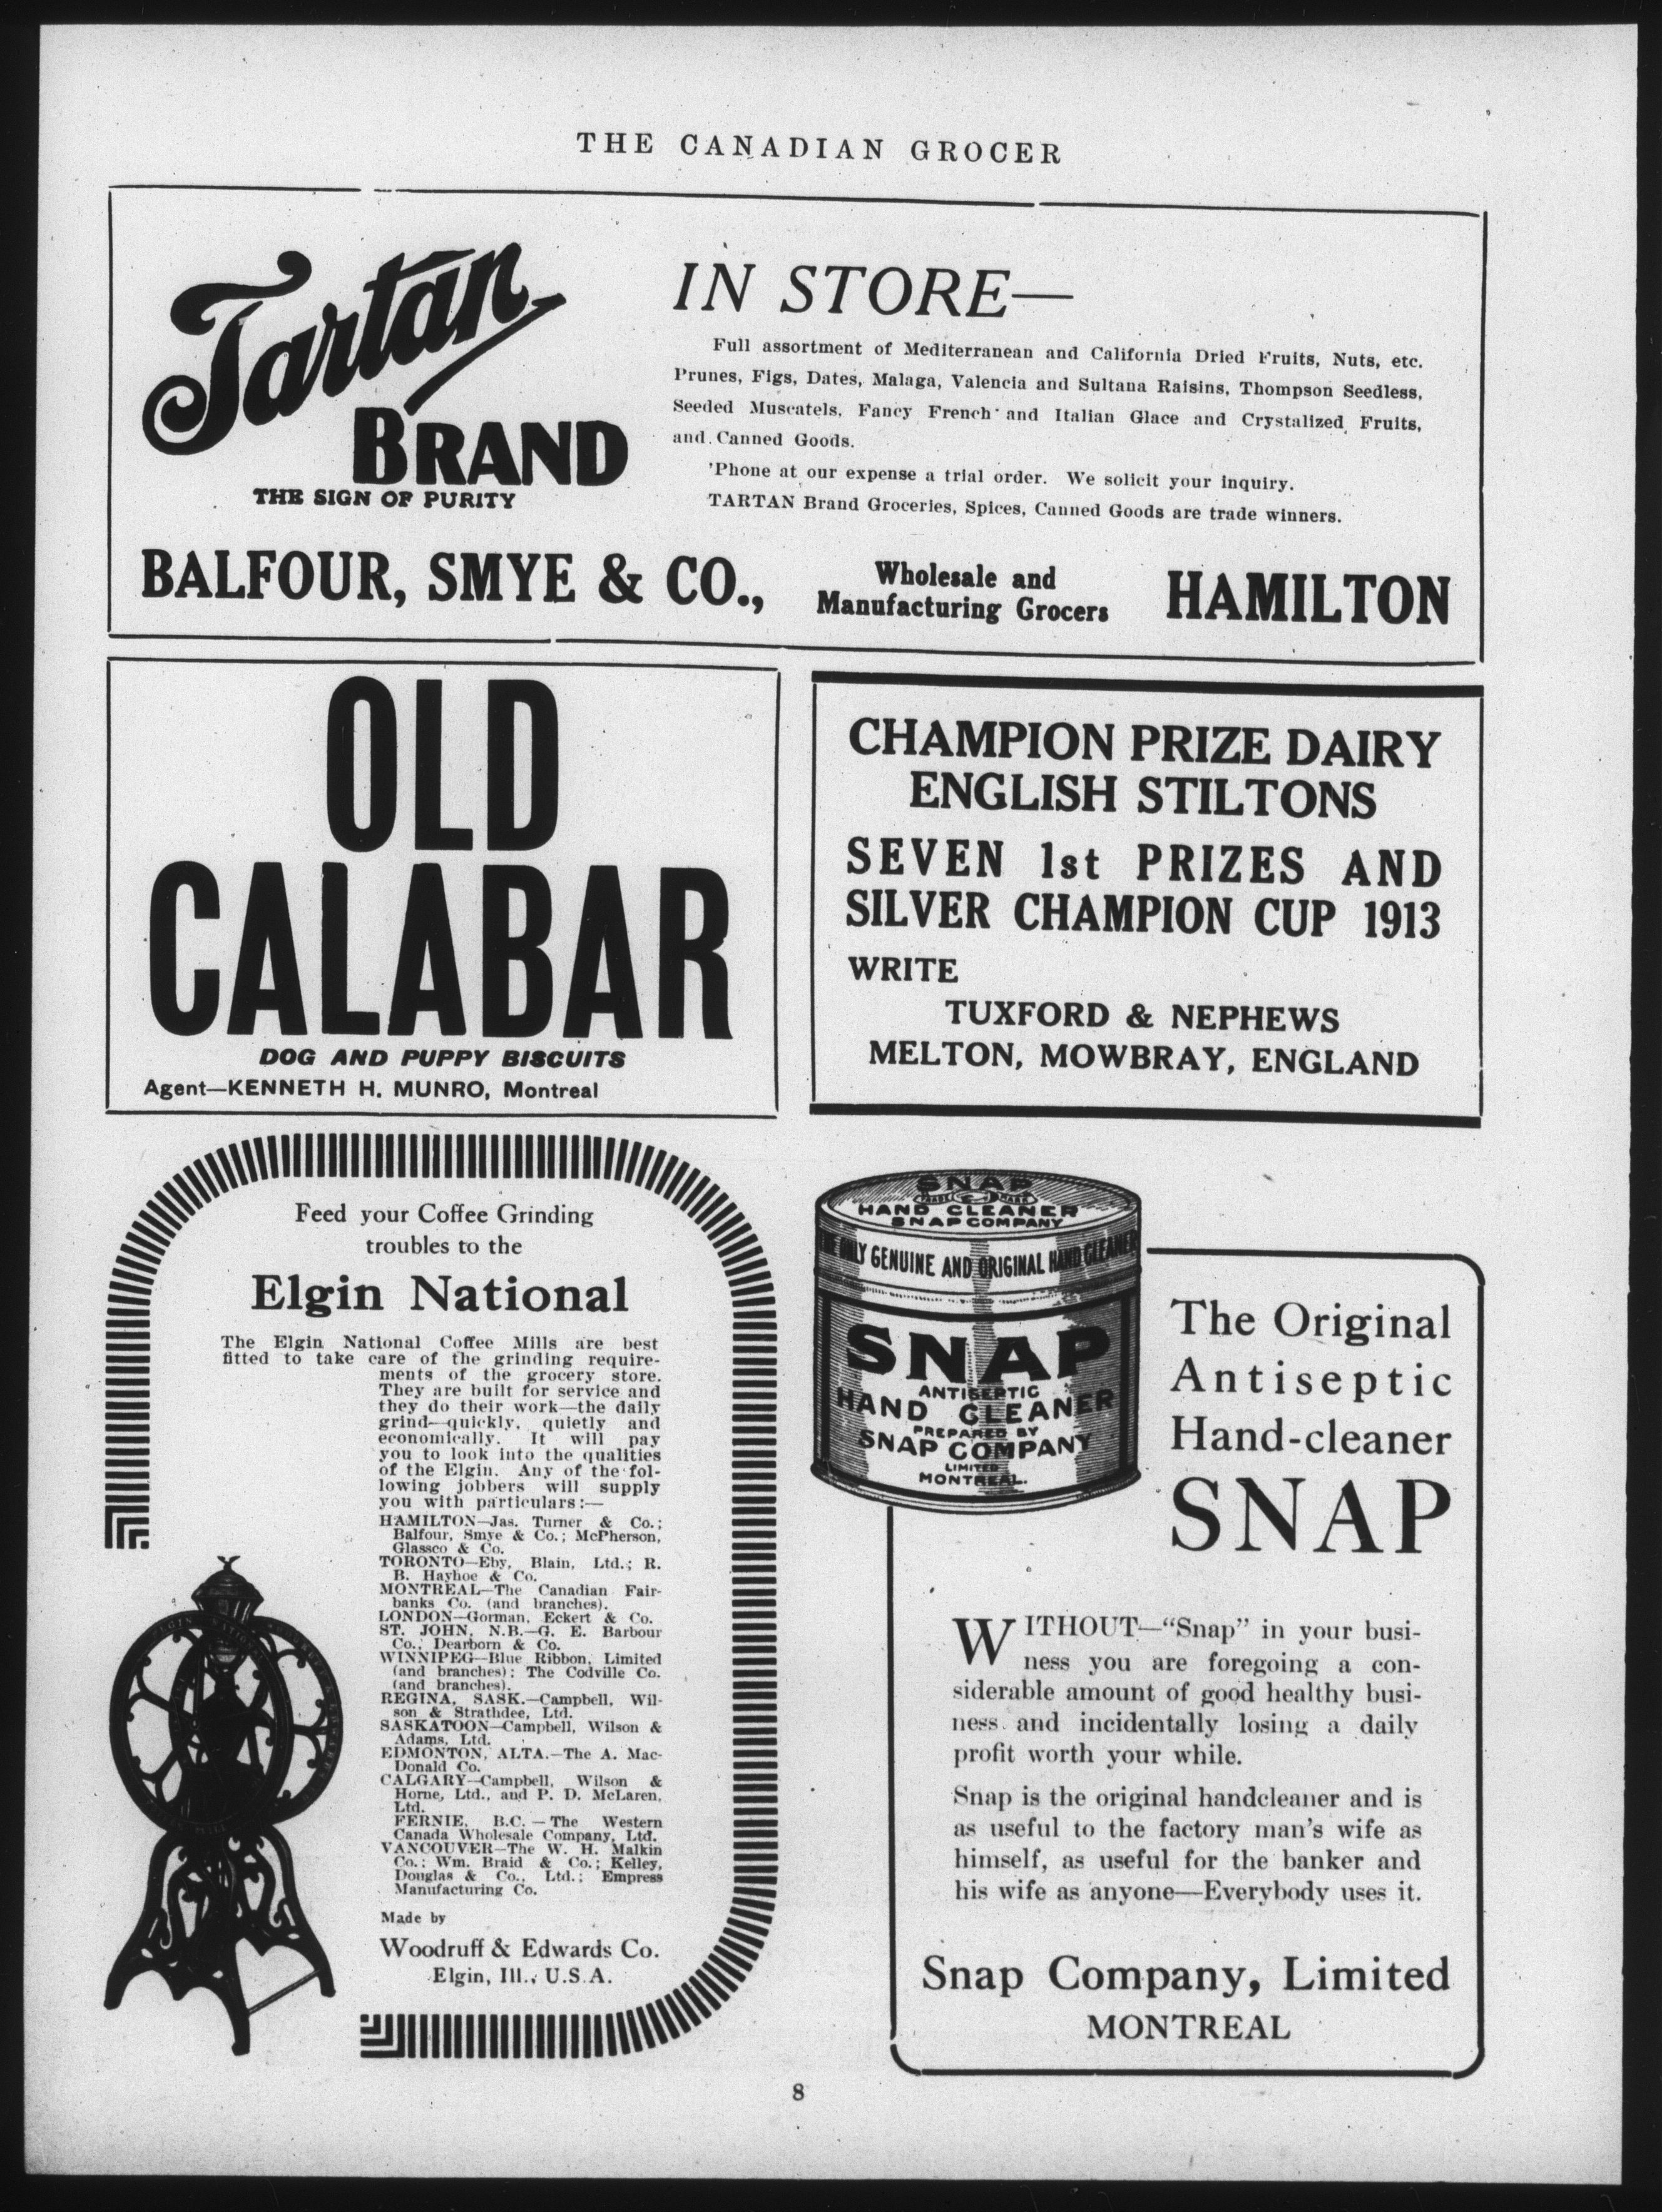 THE CANADIAN GROCER
Tartan
BRAND
THE SIGN OF PURITY
IN STORE—
Full assortment of Mediterranean and California Dried Fruits, Nuts, etc.
Prunes, Figs, Dates, Malaga, Valencia and Sultana Raisins, Thompson Seedless,
Seeded Muscatels, Fancy French and Italian Glace and Crystalized Fruits,
and Canned Goods.
'Phone at our expense a trial order. We solicit your inquiry.
TARTAN Brand Groceries, Spices, Canned Goods are trade winners.
BALFOUR, SMYE & CO.,
Wholesale and
Manufacturing Grocers
HAMILTON
OLD
CALABAR
DOG AND PUPPY BISCUITS
Agent—KENNETH H. MUNRO, Montreal
CHAMPION PRIZE DAIRY
ENGLISH STILTONS
SEVEN 1st PRIZES AND
SILVER CHAMPION CUP 1913
WRITE
TUXFORD & NEPHEWS
MELTON, MOWBRAY, ENGLAND
Feed your Coffee Grinding
troubles to the
Elgin National
The Elgin National Coffee Mills are best
fitted to take care of the grinding require-
ments of the grocery store.
They are built for service and
they do their work—the daily
grind—quickly, quietly and
economically. It will pay
you to look into the qualities
of the Elgin. Any of the fol-
lowing jobbers will supply
you with particulars:—
HAMILTON—Jas. Turner & Co.;
Balfour, Smye & Co.; McPherson,
Glassco & Co.
TORONTO—Eby, Blain, Ltd.; R.
B. Hayhoe & Co.
MONTREAL—The Canadian Fair-
banks Co. (and branches).
LONDON—Gorman, Eckert & Co.
ST. JOHN, N.B.—G. E. Barbour
Co.; Dearborn & Co.
WINNIPEG—Blue Ribbon, Limited
(and branches); The Codville Co.
(and branches).
REGINA, SASK.—Campbell, Wil-
son & Strathdee, Ltd.
SASKATOON—Campbell, Wilson &
Adams, Ltd.
EDMONTON, ALTA.—The A. Mac-
Donald Co.
CALGARY—Campbell, Wilson &
Horne, Ltd., and P. D. McLaren,
Ltd.
FERNIE, B.C. — The Western
Canada Wholesale Company, Ltd.
VANCOUVER—The W. H. Malkin
Co.; Wm. Braid & Co.; Kelley,
Douglas & Co., Ltd.; Empress
Manufacturing Co.
Made by
Woodruff & Edwards Co.
Elgin, Ill., U.S.A.
SNAP
TRADE MARK
HAND CLEANER
SNAP COMPANY
ONLY GENUINE AND ORIGINAL HAND CLEANER
SNAP
ANTISEPTIC
HAND CLEANER
PREPARED BY
SNAP COMPANY
LIMITED
MONTREAL.
The Original
Antiseptic
Hand-cleaner
SNAP
WITHOUT—“Snap” in your busi-
ness you are foregoing a con-
siderable amount of good healthy busi-
ness and incidentally losing a daily
profit worth your while.
Snap is the original handcleaner and is
as useful to the factory man's wife as
himself, as useful for the banker and
his wife as anyone—Everybody uses it.
Snap Company, Limited
MONTREAL
8